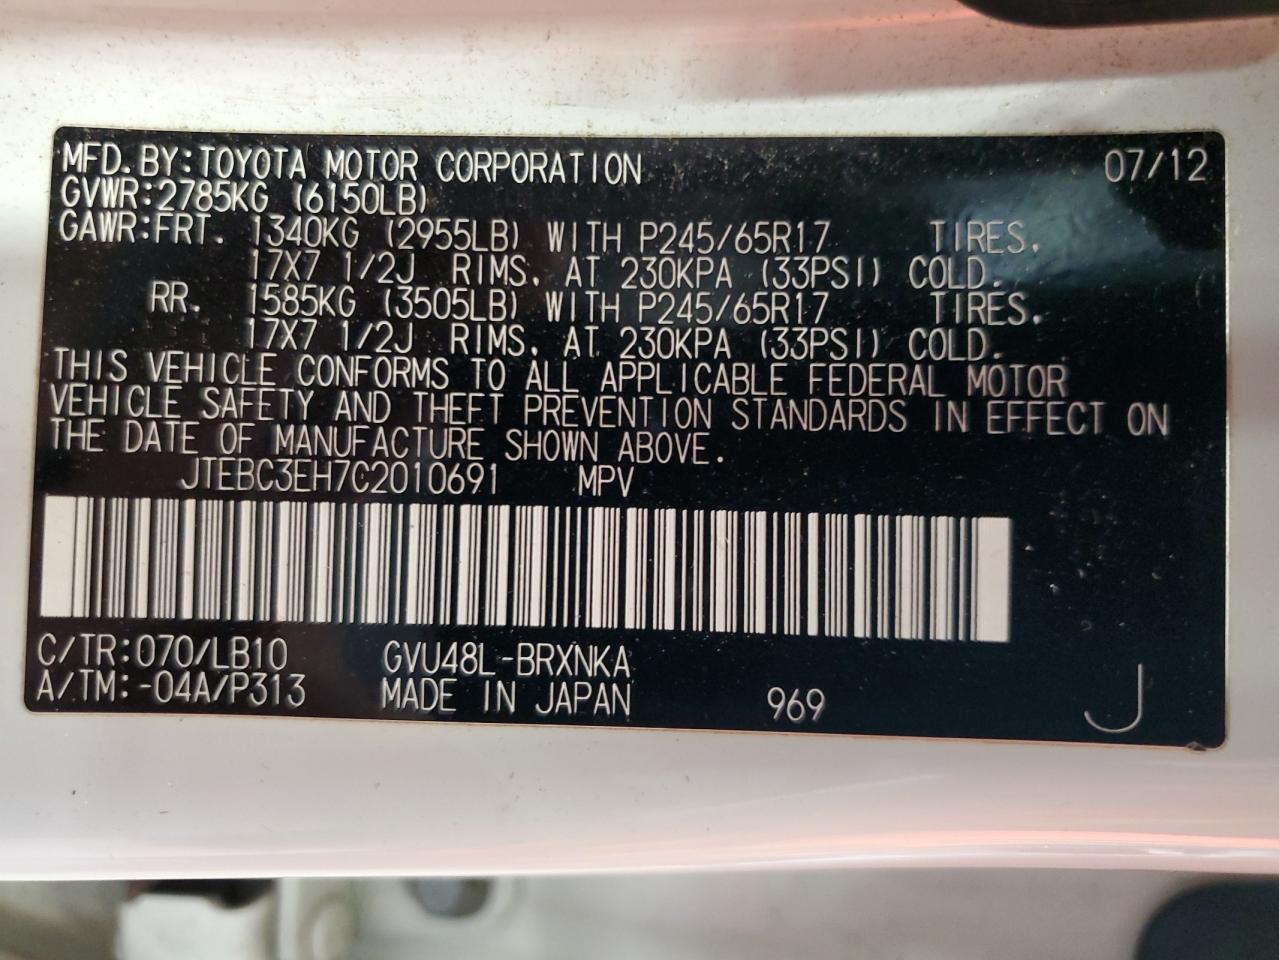 MFD.BY:TOYOTA MOTOR CORPORATION 07/12
GVWR:2785KG (6150LB)
GAWR:FRT. 1340KG (2955LB) WITH P245/65R17 TIRES,
17X7 1/2J RIMS, AT 230KPA (33PSI) COLD.
RR. 1585KG (3505LB) WITH P245/65R17 TIRES,
17X7 1/2J RIMS, AT 230KPA (33PSI) COLD.
THIS VEHICLE CONFORMS TO ALL APPLICABLE FEDERAL MOTOR
VEHICLE SAFETY AND THEFT PREVENTION STANDARDS IN EFFECT ON
THE DATE OF MANUFACTURE SHOWN ABOVE.
JTEBC3EH7C2010691 MPV
C/TR:070/LB10 GVU48L-BRXNKA
A/TM:-04A/P313 MADE IN JAPAN 969 J